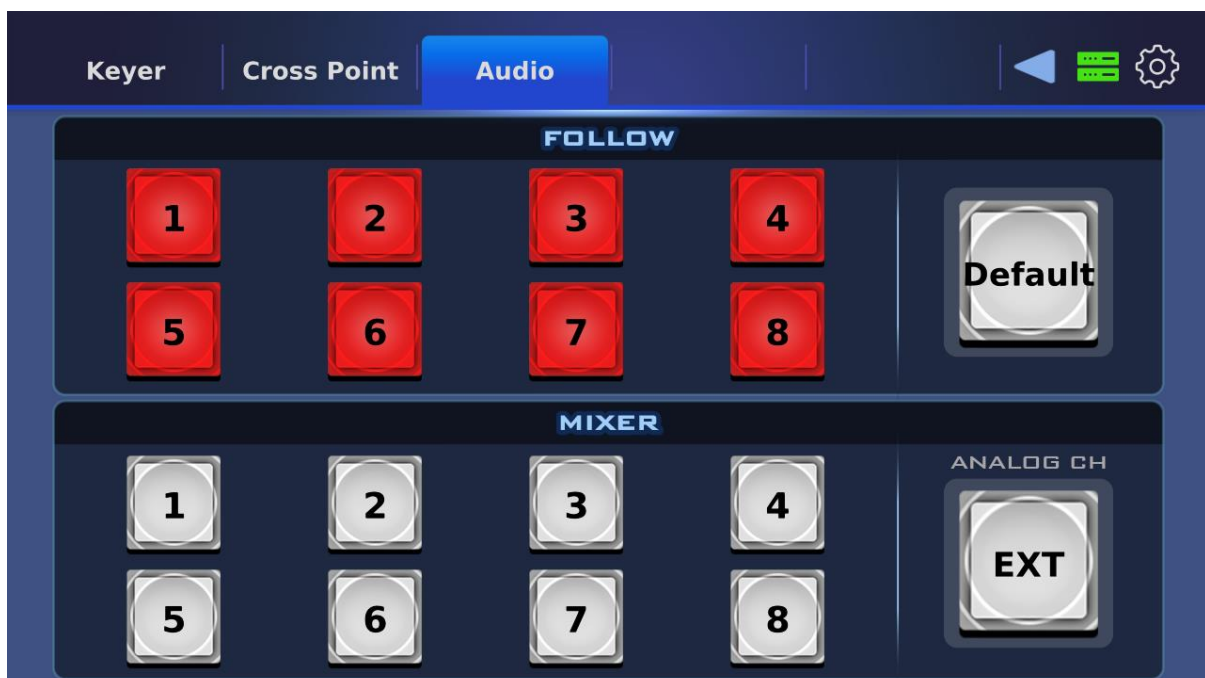 Keyer Cross Point Audio
FOLLOW
1 2 3 4
Default
5 6 7 8
MIXER
ANALOG CH
1 2 3 4
EXT
5 6 7 8